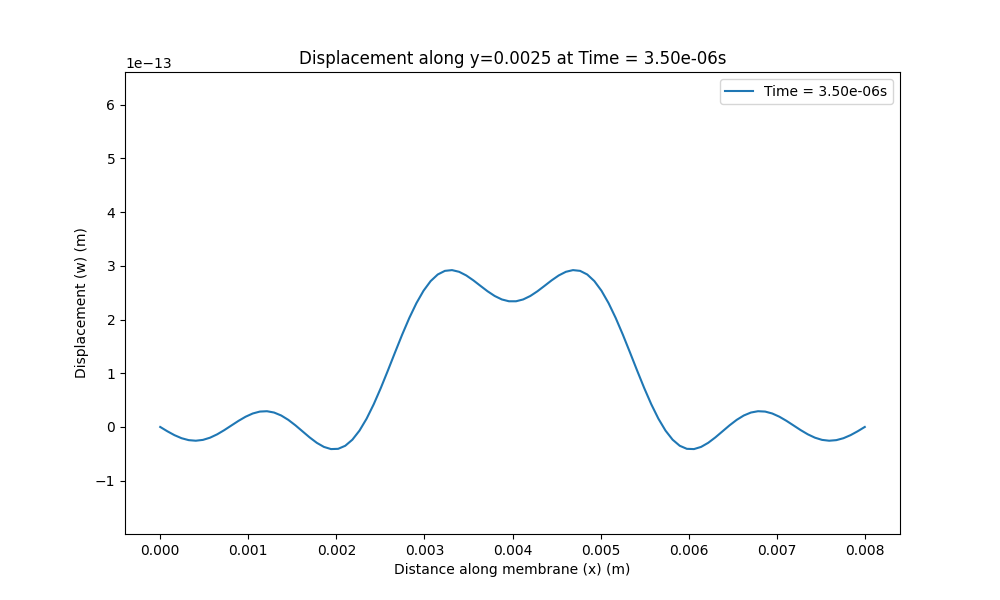 Displacement along y=0.0025 at Time = 3.50e-06s
1e−13
Time = 3.50e-06s
6
5
4
3
2
1
0
−1
Displacement (w) (m)
0.000 0.001 0.002 0.003 0.004 0.005 0.006 0.007 0.008
Distance along membrane (x) (m)